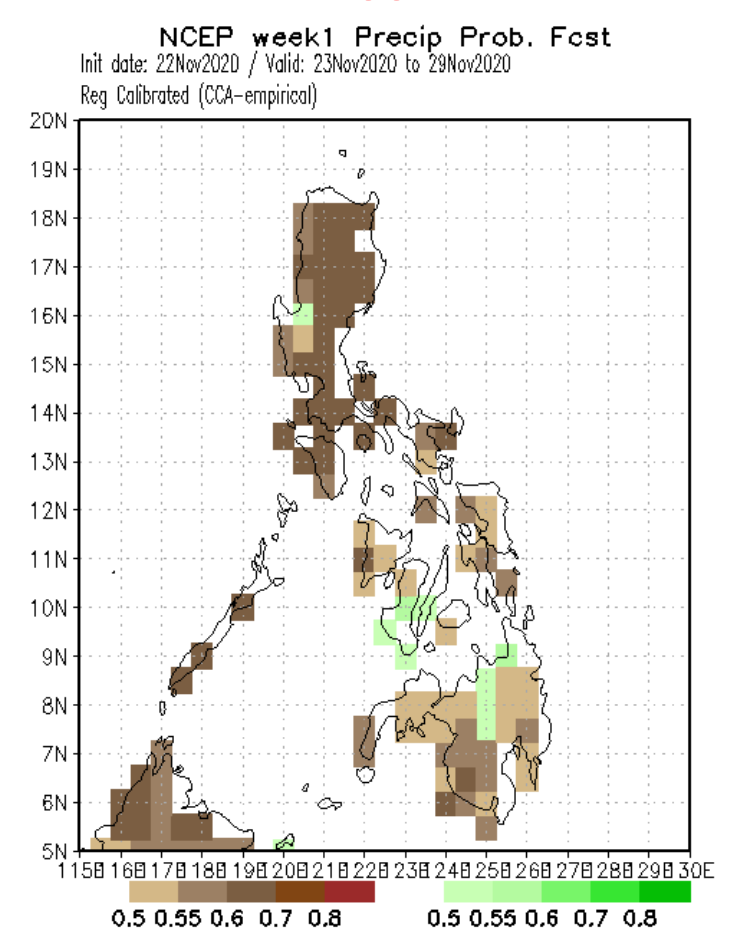 NCEP week1 Precip Prob. Fcst
Init date: 22Nov2020 / Valid: 23Nov2020 to 29Nov2020
Reg Calibrated (CCA-empirical)
20N
19N
18N
17N
16N
15N
14N
13N
12N
11N
10N
9N
8N
7N
6N
5N
115E 116E 117E 118E 119E 120E 121E 122E 123E 124E 125E 126E 127E 128E 129E 130E
0.5 0.55 0.6 0.7 0.8 0.5 0.55 0.6 0.7 0.8